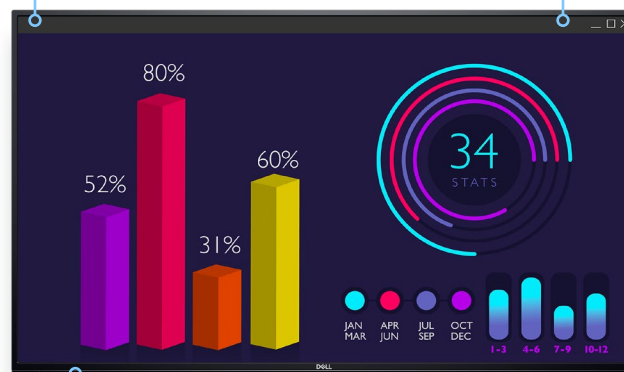 80%
52%
60%
31%
34
STATS
JAN MAR
APR JUN
JUL SEP
OCT DEC
1-3 4-6 7-9 10-12
DELL